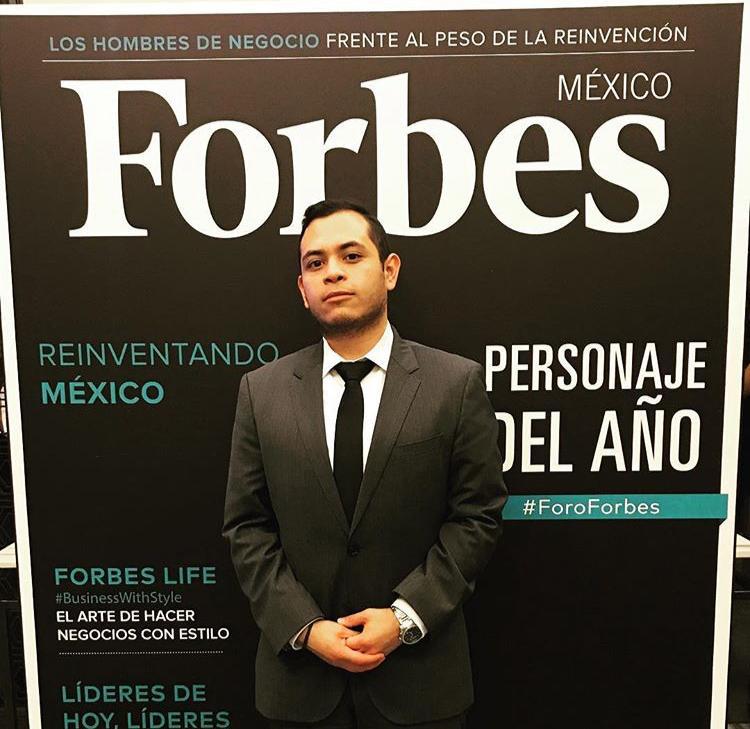 LOS HOMBRES DE NEGOCIO FRENTE AL PESO DE LA REINVENCIÓN
MÉXICO
Forbes
REINVENTANDO
MÉXICO
PERSONAJE
DEL AÑO
#ForoForbes
FORBES LIFE
#BusinessWithStyle
EL ARTE DE HACER
NEGOCIOS CON ESTILO
LÍDERES DE
HOY, LÍDERES